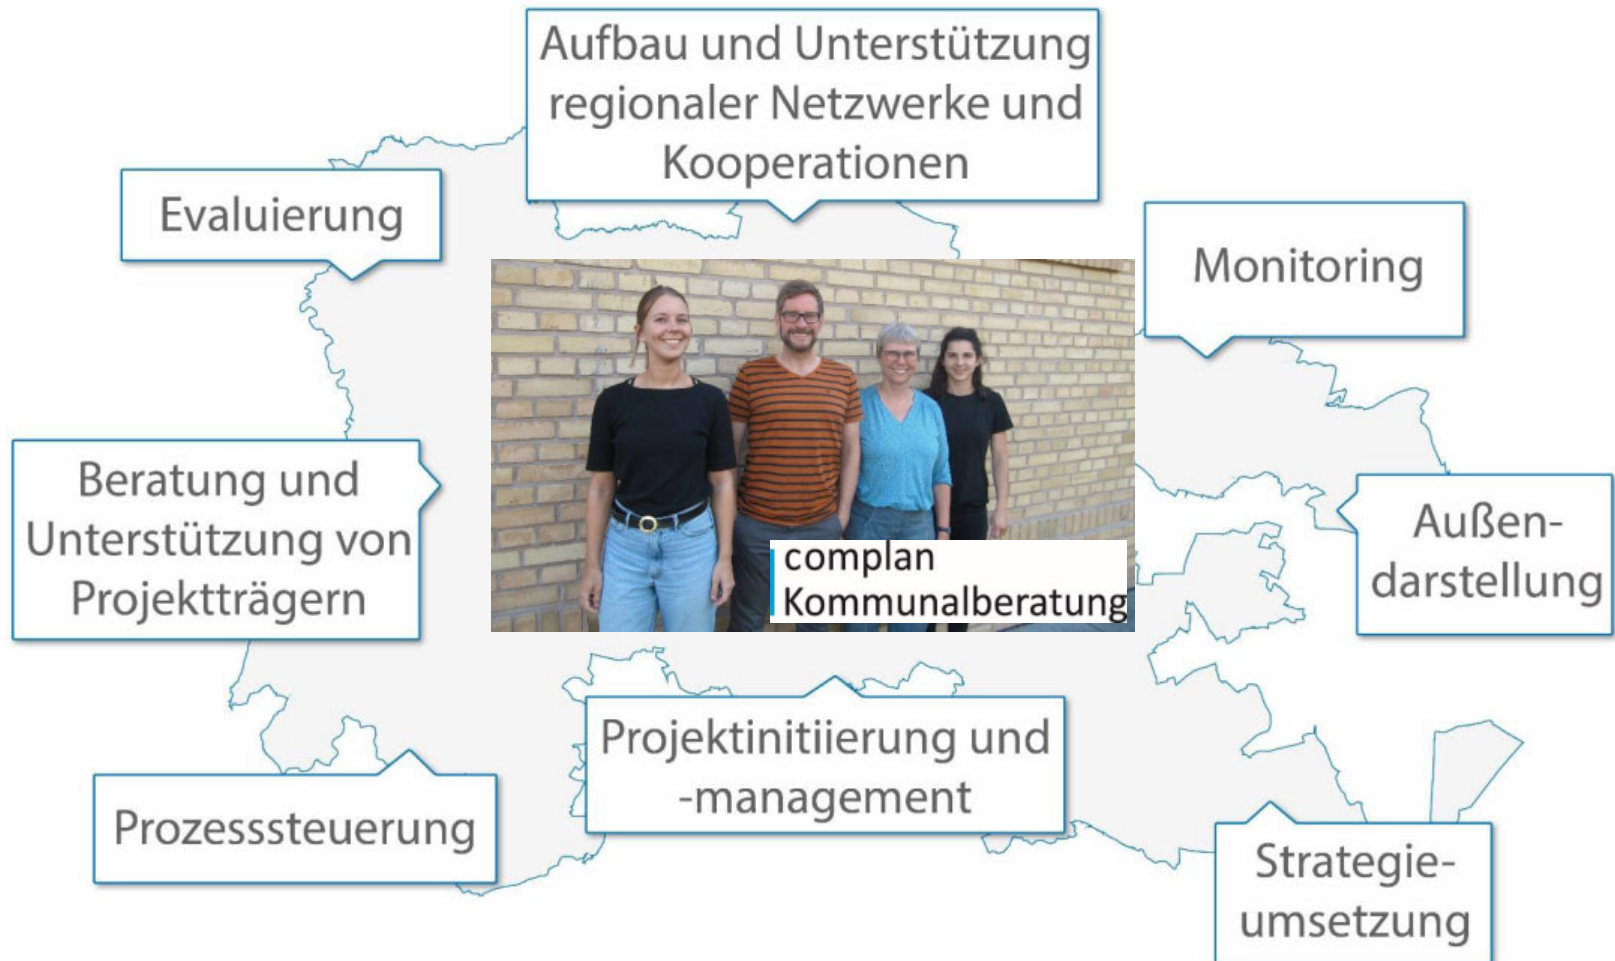 Aufbau und Unterstützung
regionaler Netzwerke und
Kooperationen
Evaluierung
Monitoring
Beratung und
Unterstützung von
Projektträgern
Außen-
darstellung
complan
Kommunalberatung
Projektinitiierung und
-management
Prozesssteuerung
Strategie-
umsetzung